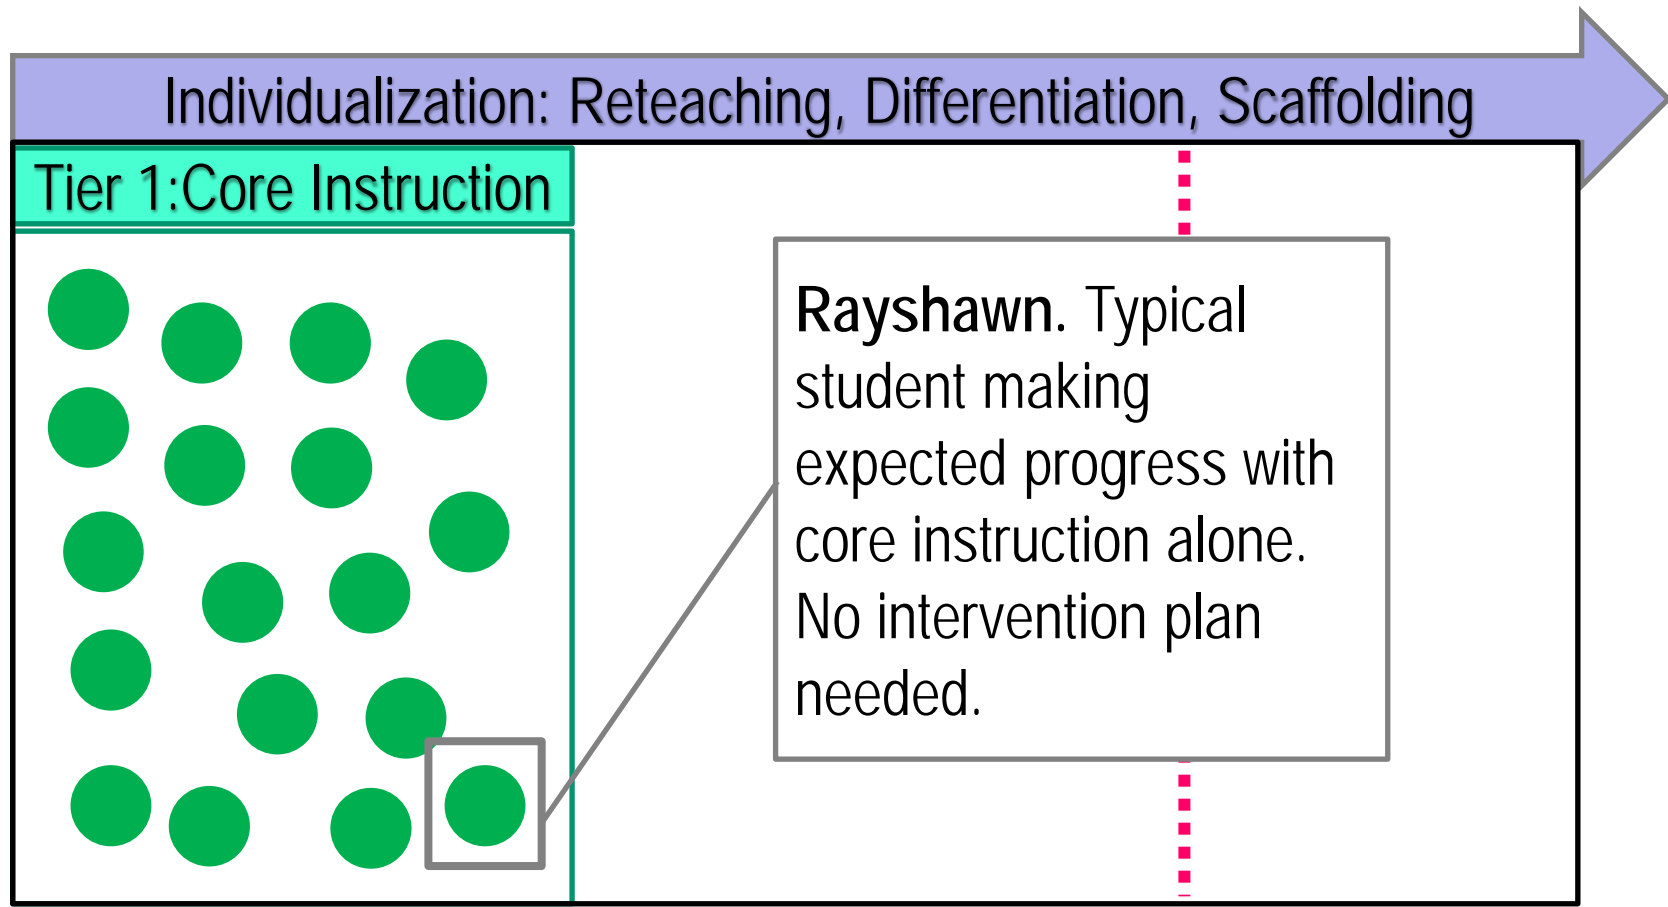 Individualization: Reteaching, Differentiation, Scaffolding
Tier 1:Core Instruction
Rayshawn. Typical
student making
expected progress with
core instruction alone.
No intervention plan
needed.